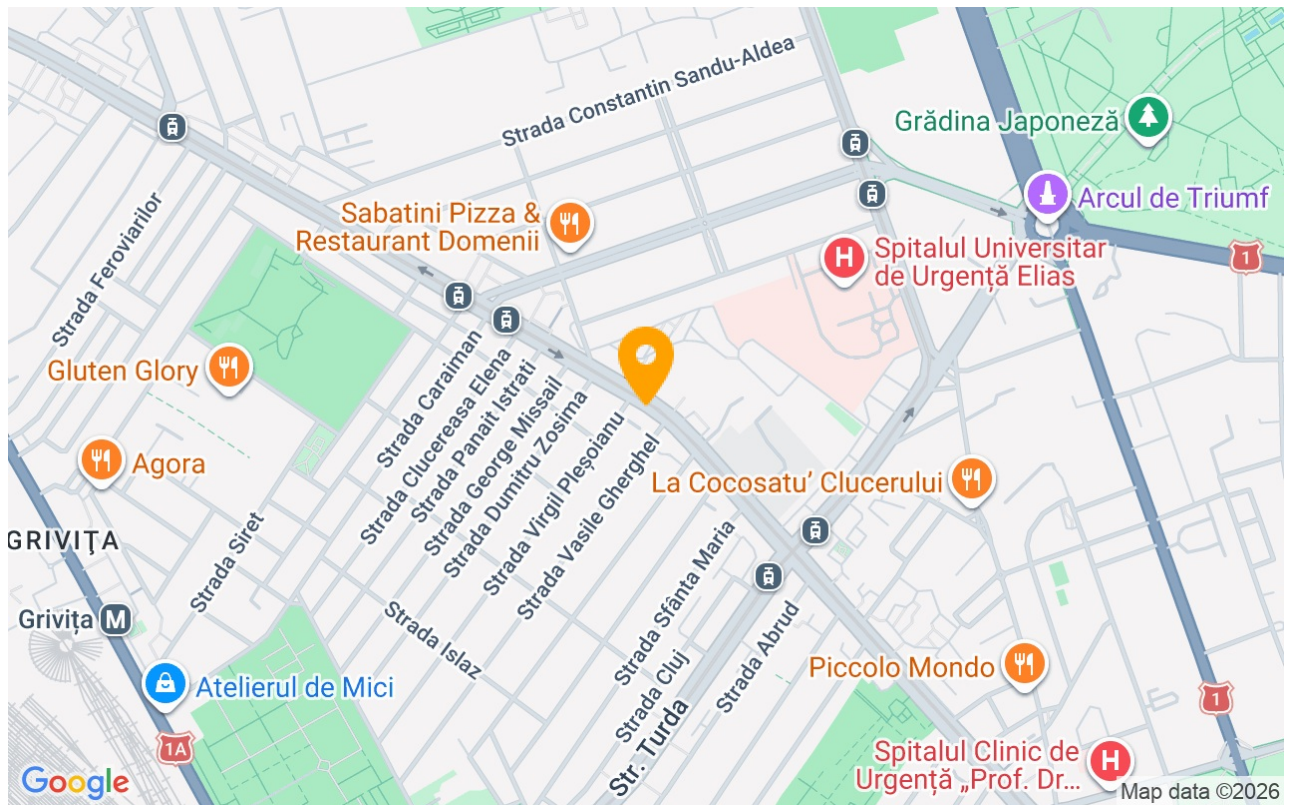 Strada Constantin Sandu-Aldea
Grădina Japoneză
Arcul de Triumf
Strada Feroviarilor
Sabatini Pizza &
Restaurant Domenii
Spitalul Universitar
de Urgență Elias
1
Gluten Glory
Strada Caraiman
Strada Clucereasa Elena
Strada Panait Istrati
Strada George Missail
Strada Dumitru Zosima
Strada Virgil Pleșoianu
Strada Vasile Gherghel
Agora
La Cocosatu’ Clucerului
GRIVIŢA
Strada Siret
Strada Sfânta Maria
Grivița M
Strada Islaz
Strada Cluj
Strada Abrud
Piccolo Mondo
Atelierul de Mici
1
Str. Turda
1A
Spitalul Clinic de
Urgență „Prof. Dr...
H
H
Google
Map data ©2026